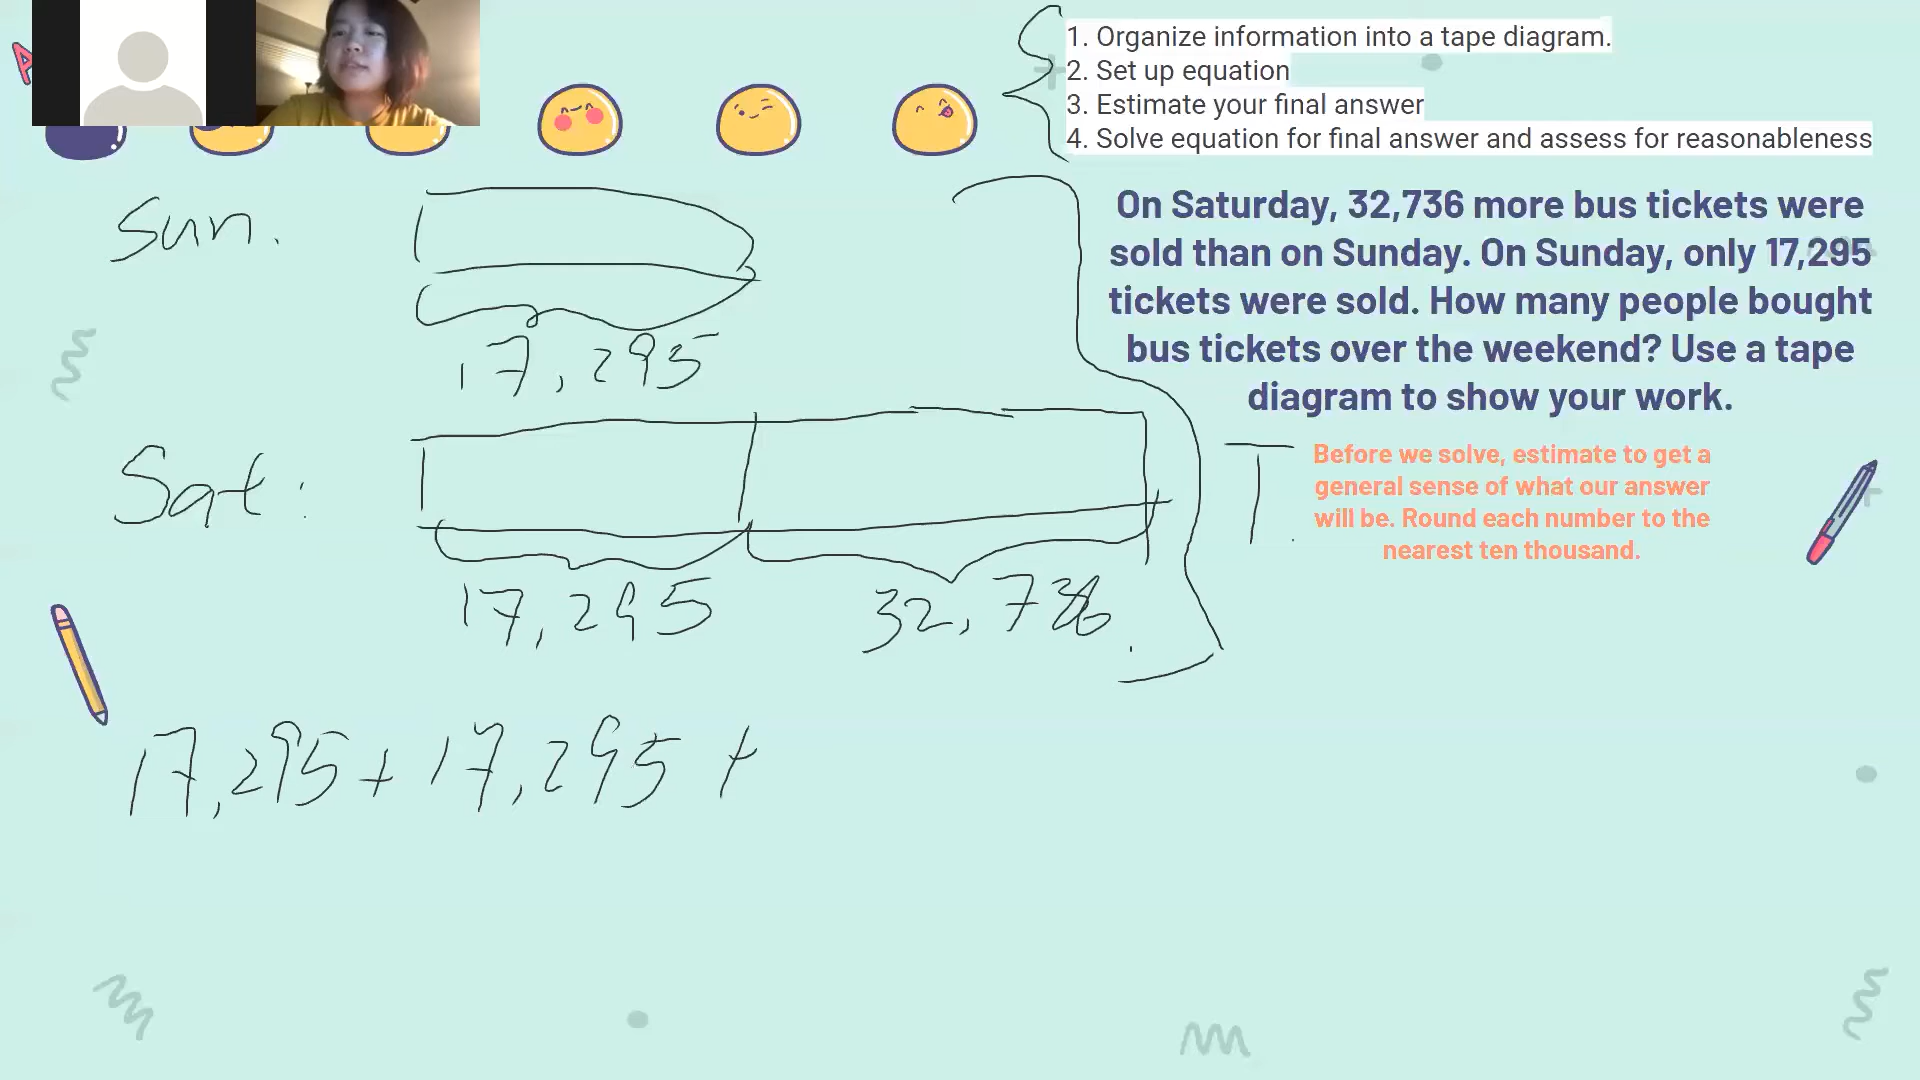 1. Organize information into a tape diagram.
2. Set up equation
3. Estimate your final answer
4. Solve equation for final answer and assess for reasonableness
On Saturday, 32,736 more bus tickets were
sold than on Sunday. On Sunday, only 17,295
tickets were sold. How many people bought
bus tickets over the weekend? Use a tape
diagram to show your work.
Before we solve, estimate to get a
general sense of what our answer
will be. Round each number to the
nearest ten thousand.
Sun.
17,295
Sat:
T.
17,295 32,736.
17,295 + 17,295 +